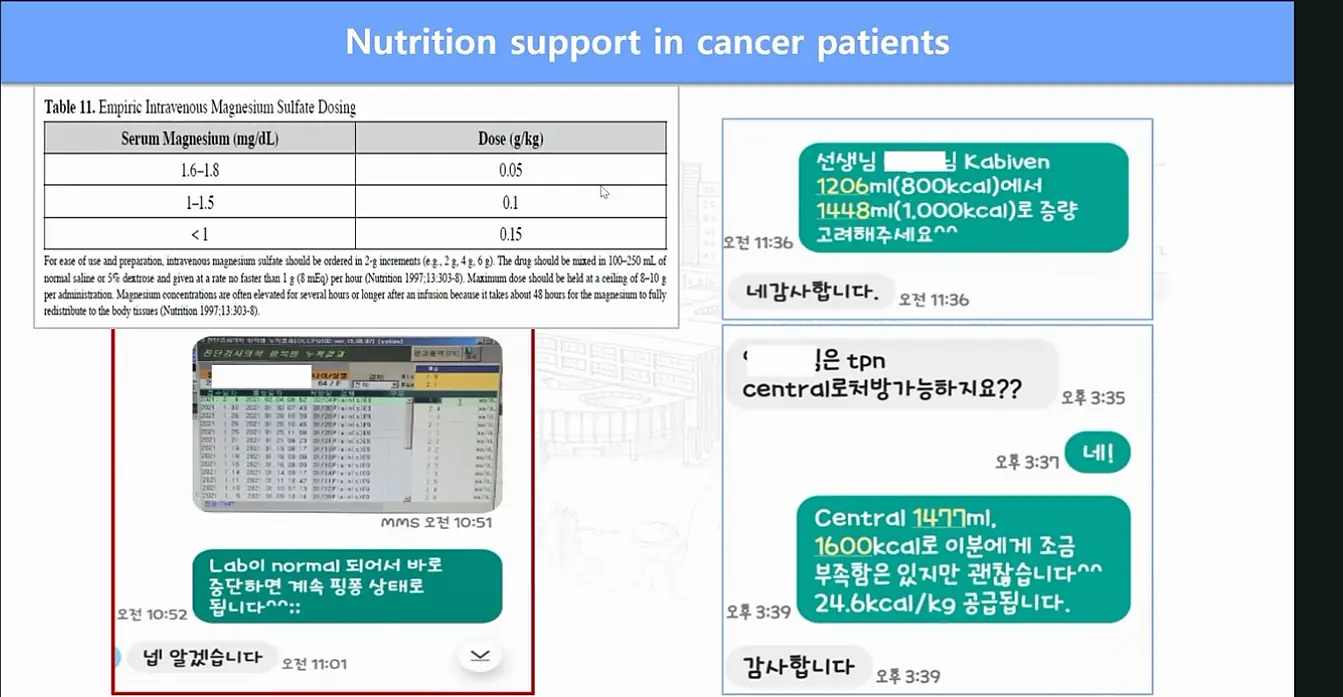 Nutrition support in cancer patients
Table 11. Empiric Intravenous Magnesium Sulfate Dosing
Serum Magnesium (mg/dL) Dose (g/kg)
1.6–1.8 0.05
1–1.5 0.1
< 1 0.15
For ease of use and preparation, intravenous magnesium sulfate should be ordered in 2-g increments (e.g., 2 g, 4 g, 6 g). The drug should be mixed in 100–250 mL of
normal saline or 5% dextrose and given at a rate no faster than 1 g (8 mEq) per hour (Nutrition 1997;13:303-8). Maximum dose should be held at a ceiling of 8–10 g
per administration. Magnesium concentrations are often elevated for several hours or longer after an infusion because it takes about 48 hours for the magnesium to fully
redistribute to the body tissues (Nutrition 1997;13:303-8).
MMS 오전 10:51
Lab이 normal 되어서 바로
중단하면 계속 핑퐁 상태로
됩니다^^;;
오전 10:52
넵! 알겠습니다 오전 11:01
선생님 님 Kabiven
1206ml(800kcal)에서
1448ml(1,000kcal)로 증량
고려해주세요^^
오전 11:36
네감사합니다. 오전 11:36
은 tpn
central로처방가능하지요??
오후 3:35
네!
오후 3:37
Central 1477ml,
1600kcal로 이분에게 조금
부족함은 있지만 괜찮습니다^^
24.6kcal/kg 공급됩니다.
오후 3:39
감사합니다 오후 3:39